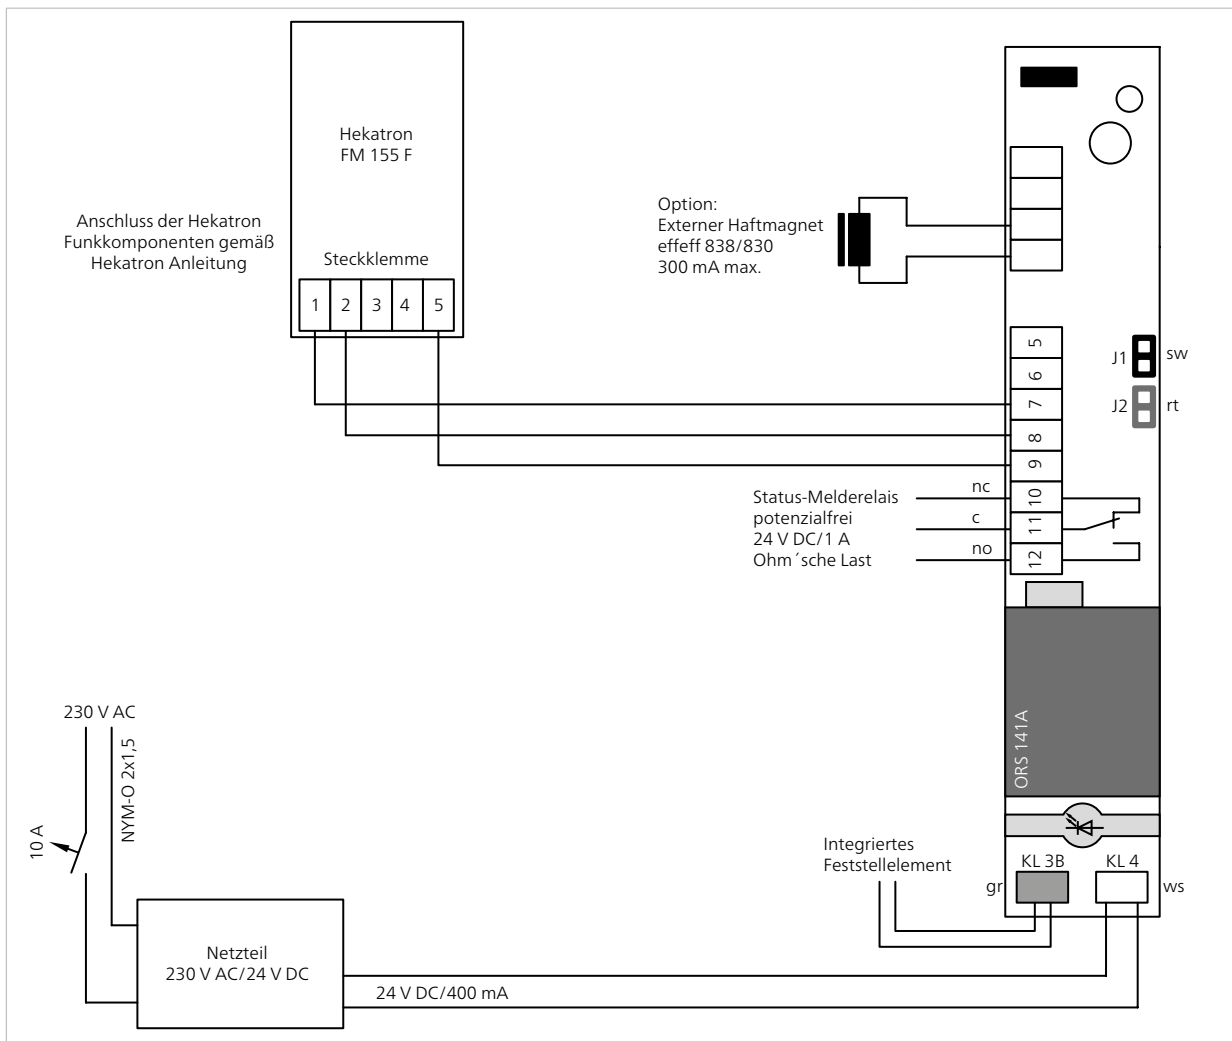 Hekatron
FM 155 F
Anschluss der Hekatron
Funkkomponenten gemäß
Hekatron Anleitung
Steckklemme
1 2 3 4 5
Option:
Externer Haftmagnet
effeff 838/830
300 mA max.
5
6
7
8
9
10
11
12
J1 sw
J2 rt
Status-Melderelais
potenzialfrei
24 V DC/1 A
Ohm´sche Last
nc
c
no
ORS 141A
230 V AC
NYM-O 2x1,5
10 A
Integriertes
Feststellelement
KL 3B KL 4
gr ws
Netzteil
230 V AC/24 V DC
24 V DC/400 mA